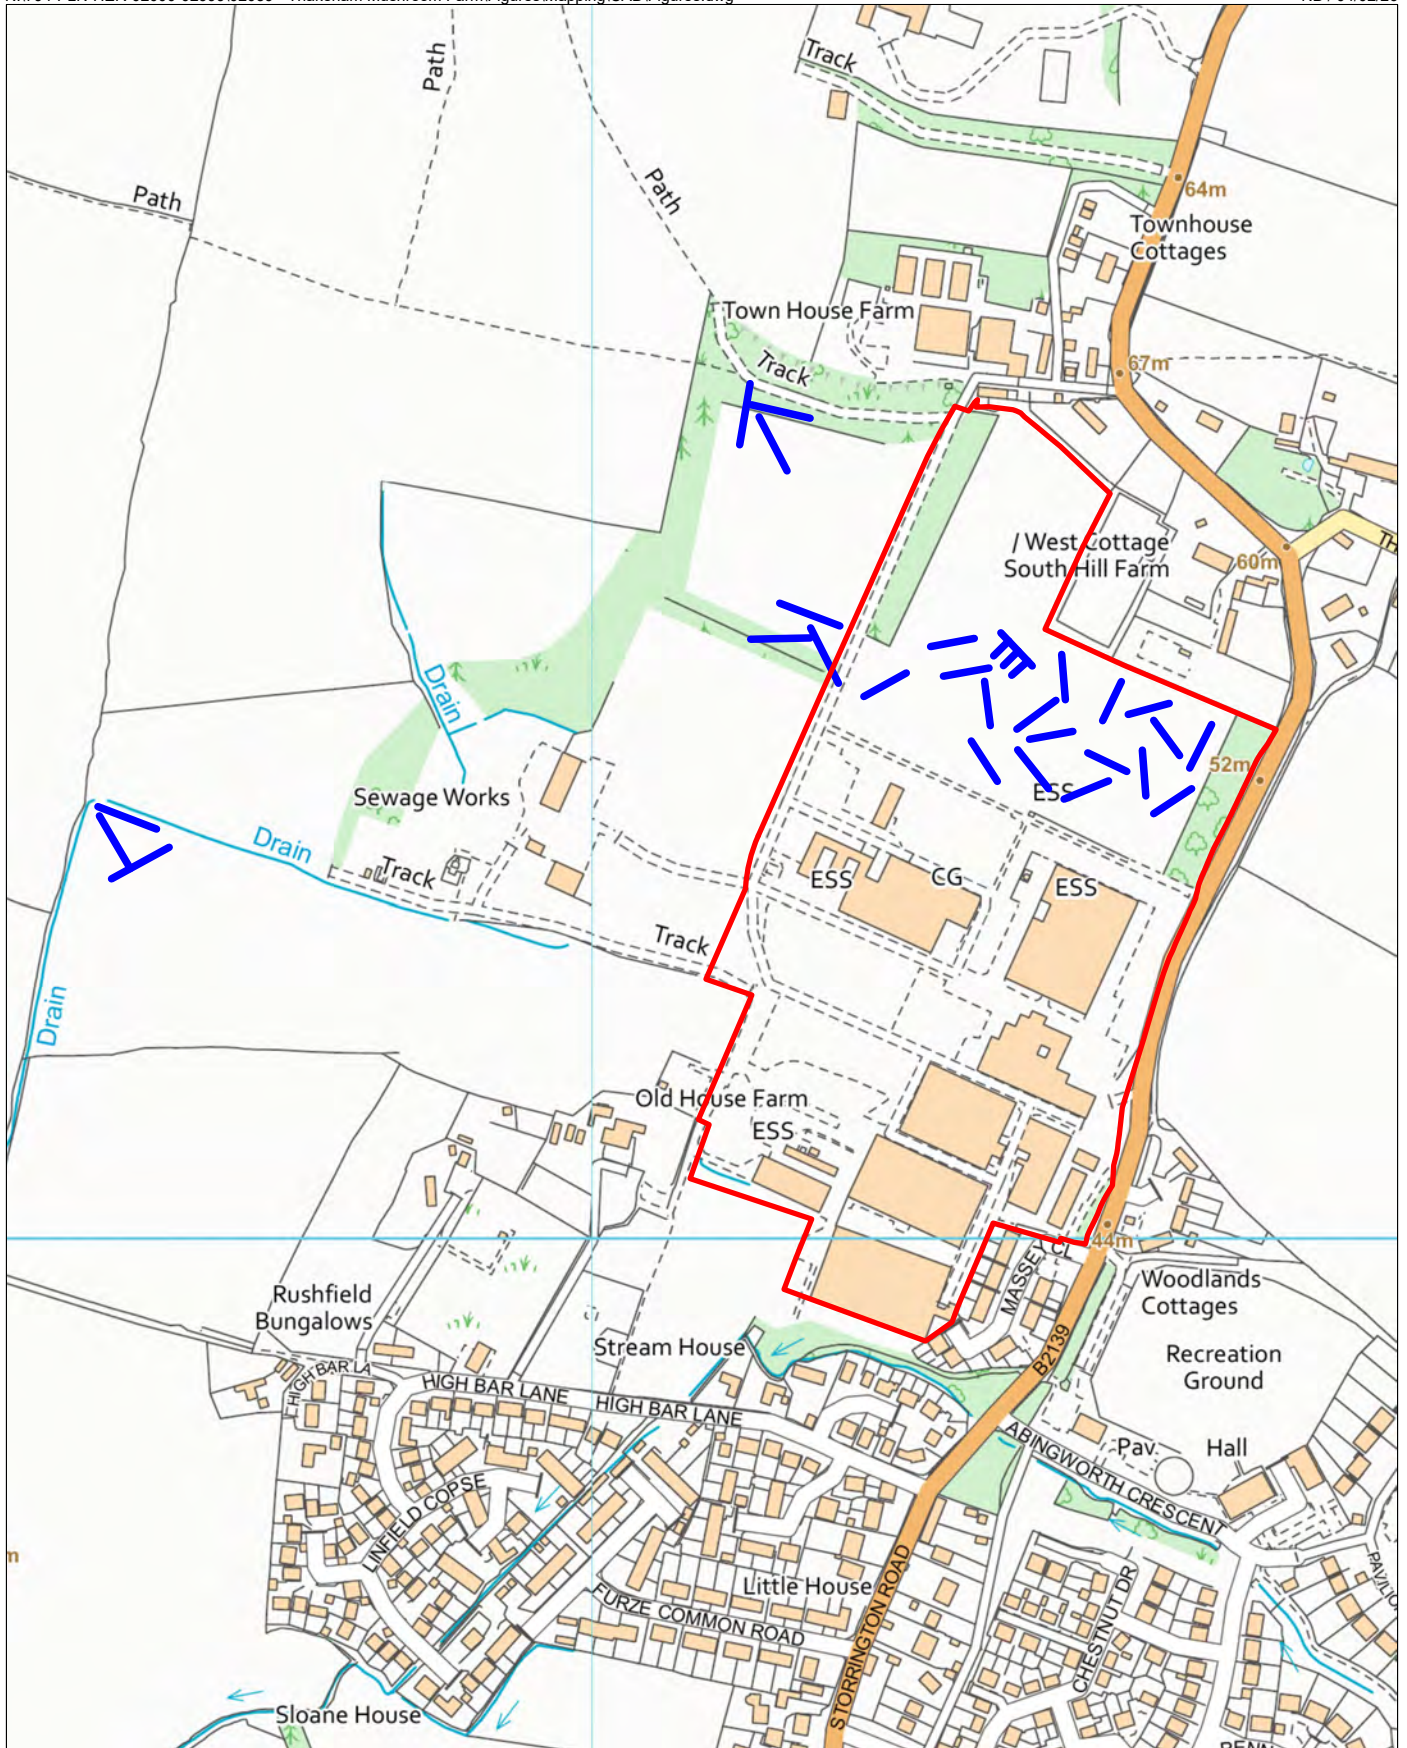 Track
Path
Path
Path
64m
Townhouse
Cottages
Town House Farm
Track
67m
/ West Cottage
South Hill Farm
60m
TH
Drain
52m
ESS
Sewage Works
Drain
Track
ESS
CG
ESS
Track
Drain
Old House Farm
ESS
44m
MASSEY CL
Woodlands
Cottages
Rushfield
Bungalows
Stream House
B2139
Recreation
Ground
HIGH BAR LA
HIGH BAR LANE
HIGH BAR LANE
ABINGWORTH CRESCENT
Pav
Hall
LINFIELD COPSE
m
Little House
FURZE COMMON ROAD
STORRINGTON ROAD
CHESTNUT DR
Sloane House